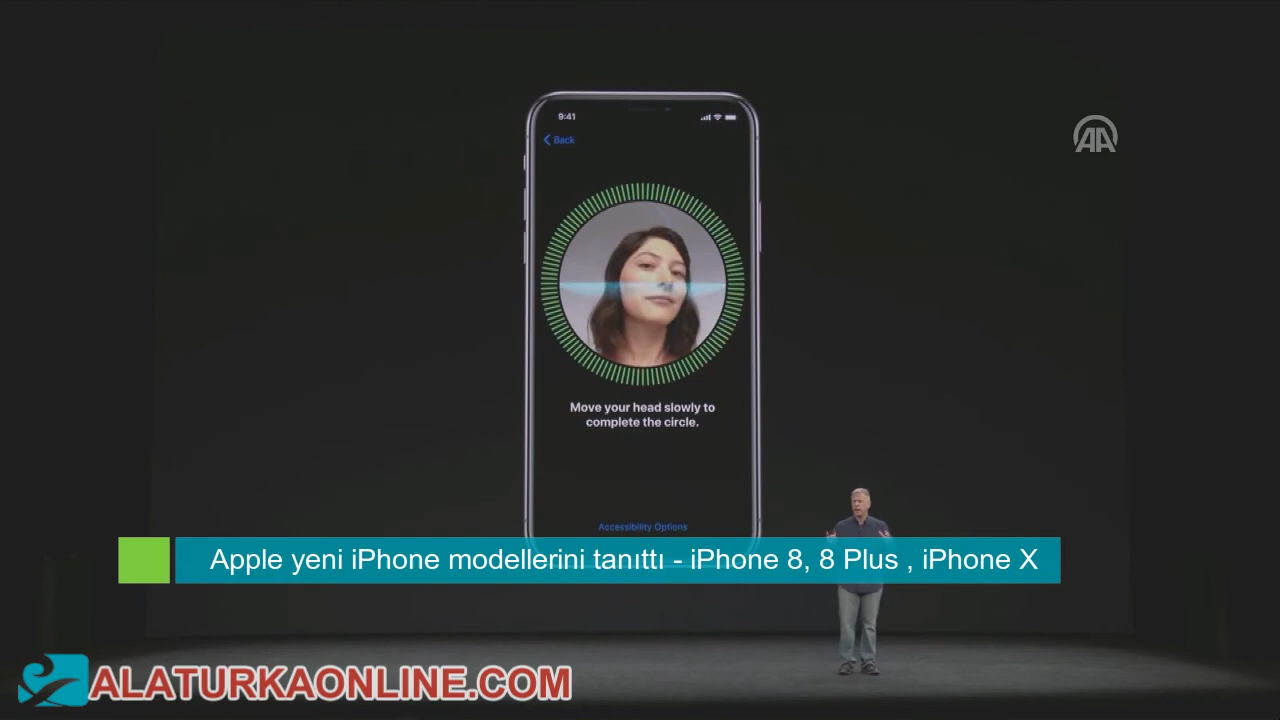 9:41
Back
AA
Move your head slowly to
complete the circle.
Accessibility Options
Apple yeni iPhone modellerini tanıttı - iPhone 8, 8 Plus , iPhone X
ALATURKAONLINE.COM